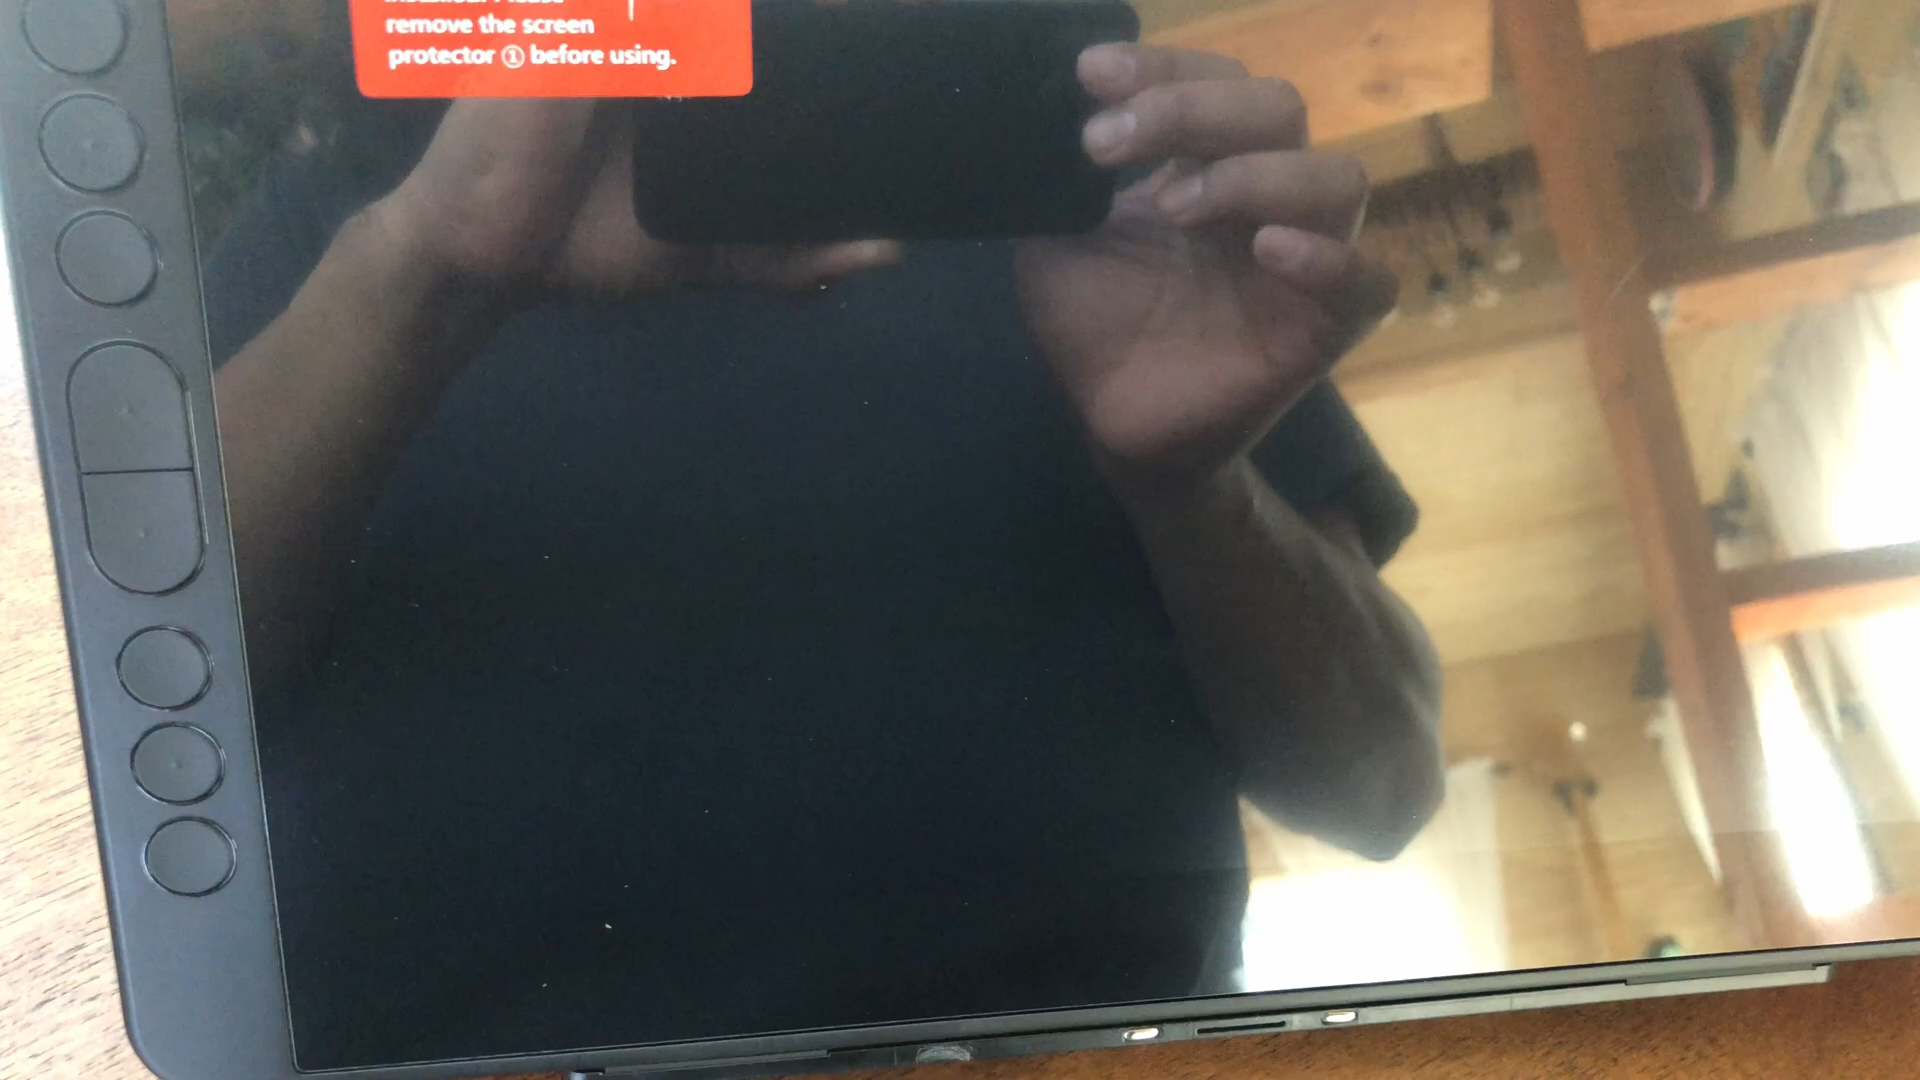 remove the screen
protector ① before using.